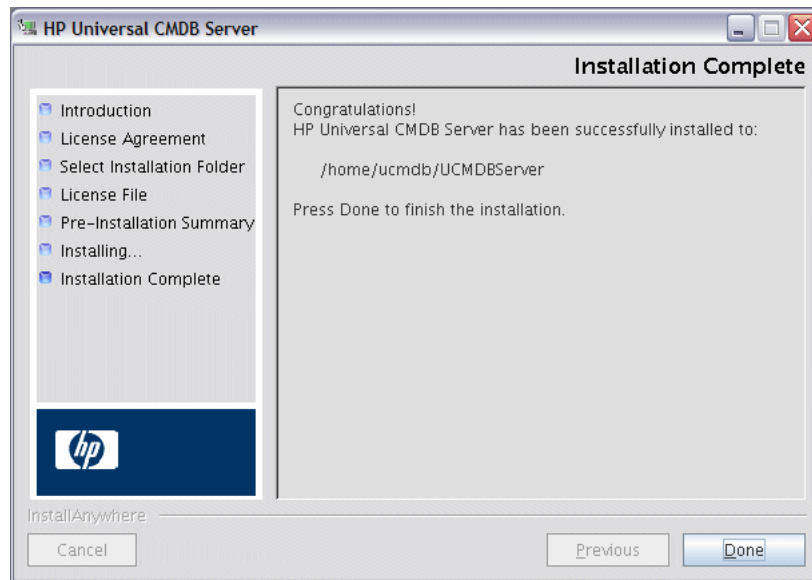 HP Universal CMDB Server
Installation Complete
Introduction
License Agreement
Select Installation Folder
License File
Pre-Installation Summary
Installing...
Installation Complete
Congratulations!
HP Universal CMDB Server has been successfully installed to:
/home/ucmdb/UCMDBServer
Press Done to finish the installation.
hp
InstallAnywhere
Cancel
Previous
Done